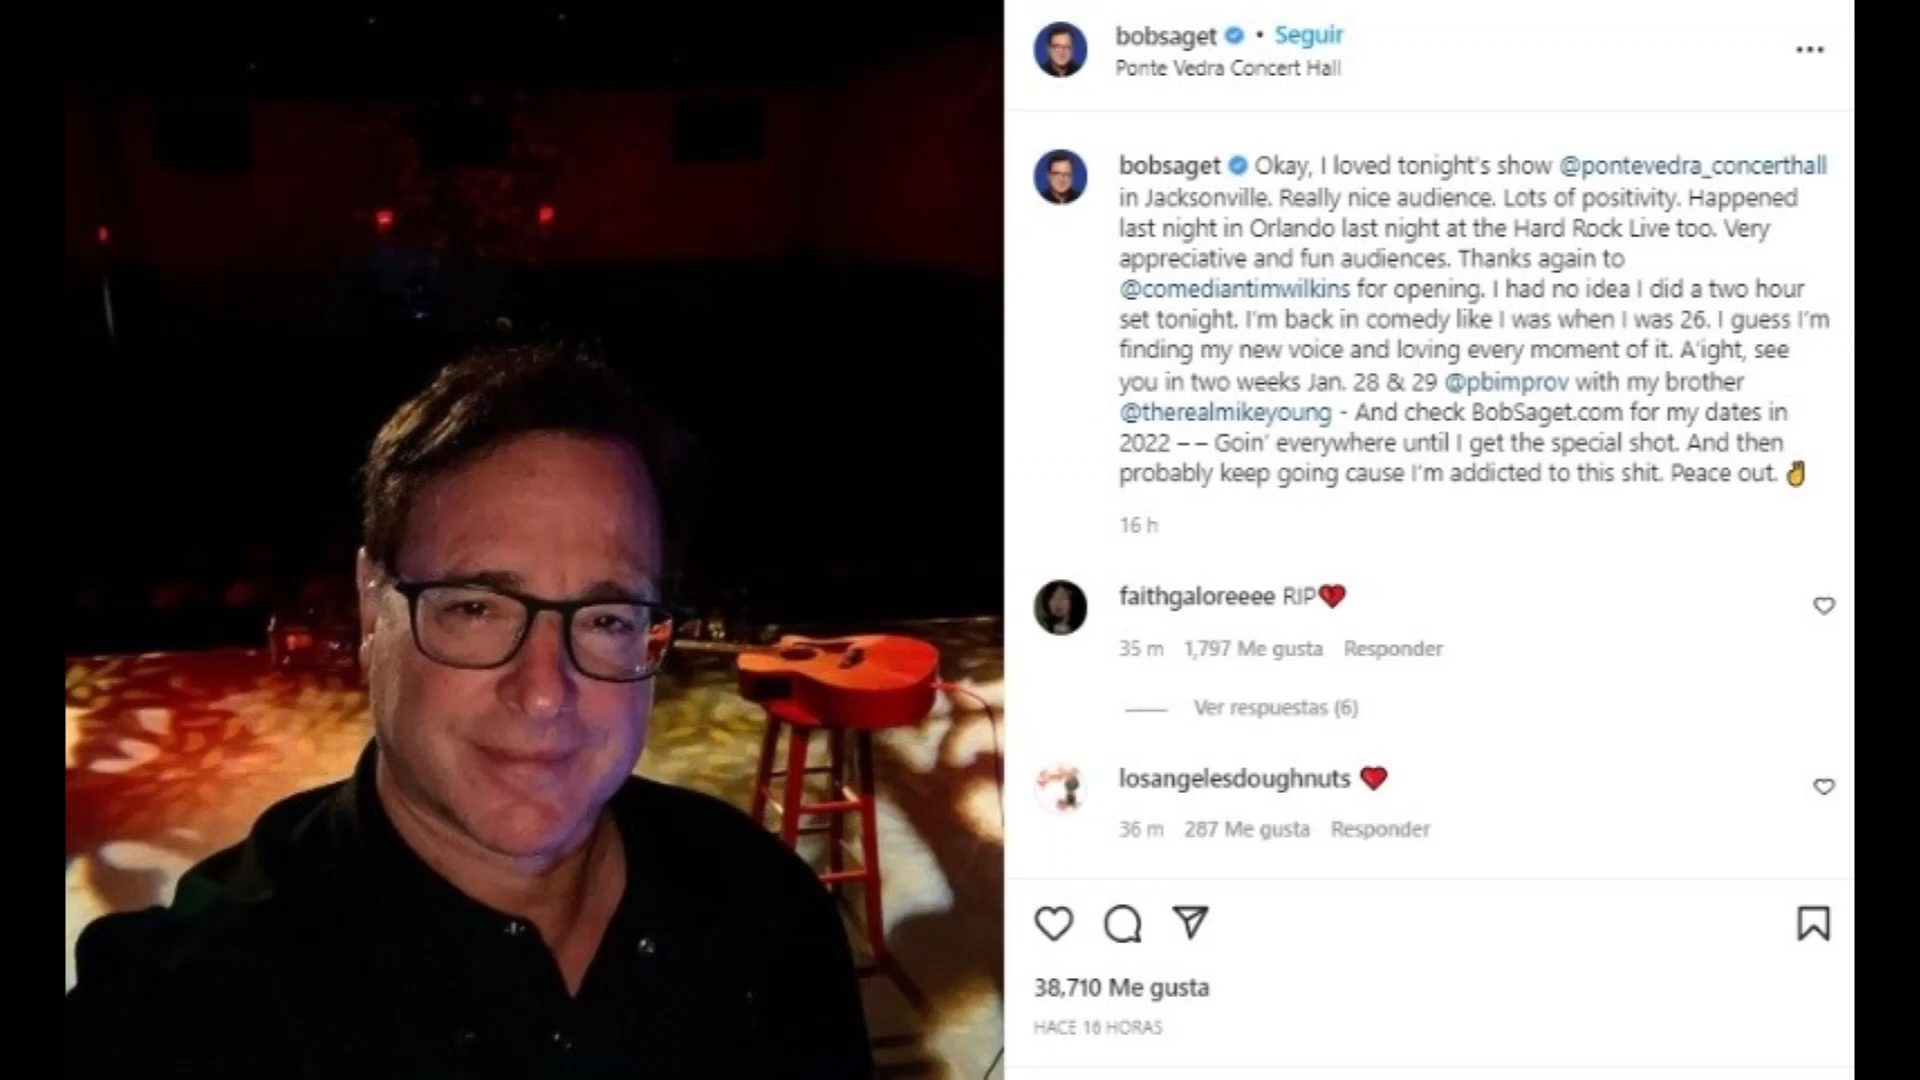 bobsaget • Seguir
Ponte Vedra Concert Hall
bobsaget Okay, I loved tonight's show @pontevedra_concerthall
in Jacksonville. Really nice audience. Lots of positivity. Happened
last night in Orlando last night at the Hard Rock Live too. Very
appreciative and fun audiences. Thanks again to
@comediantimwilkins for opening. I had no idea I did a two hour
set tonight. I'm back in comedy like I was when I was 26. I guess I'm
finding my new voice and loving every moment of it. A'ight, see
you in two weeks Jan. 28 & 29 @pbimprov with my brother
@therealmikeyoung - And check BobSaget.com for my dates in
2022 – – Goin' everywhere until I get the special shot. And then
probably keep going cause I'm addicted to this shit. Peace out.✌️
16 h
faithgaloreeee RIP💔
35 m 1,797 Me gusta Responder
Ver respuestas (6)
losangelesdoughnuts ❤️
36 m 287 Me gusta Responder
38,710 Me gusta
HACE 16 HORAS